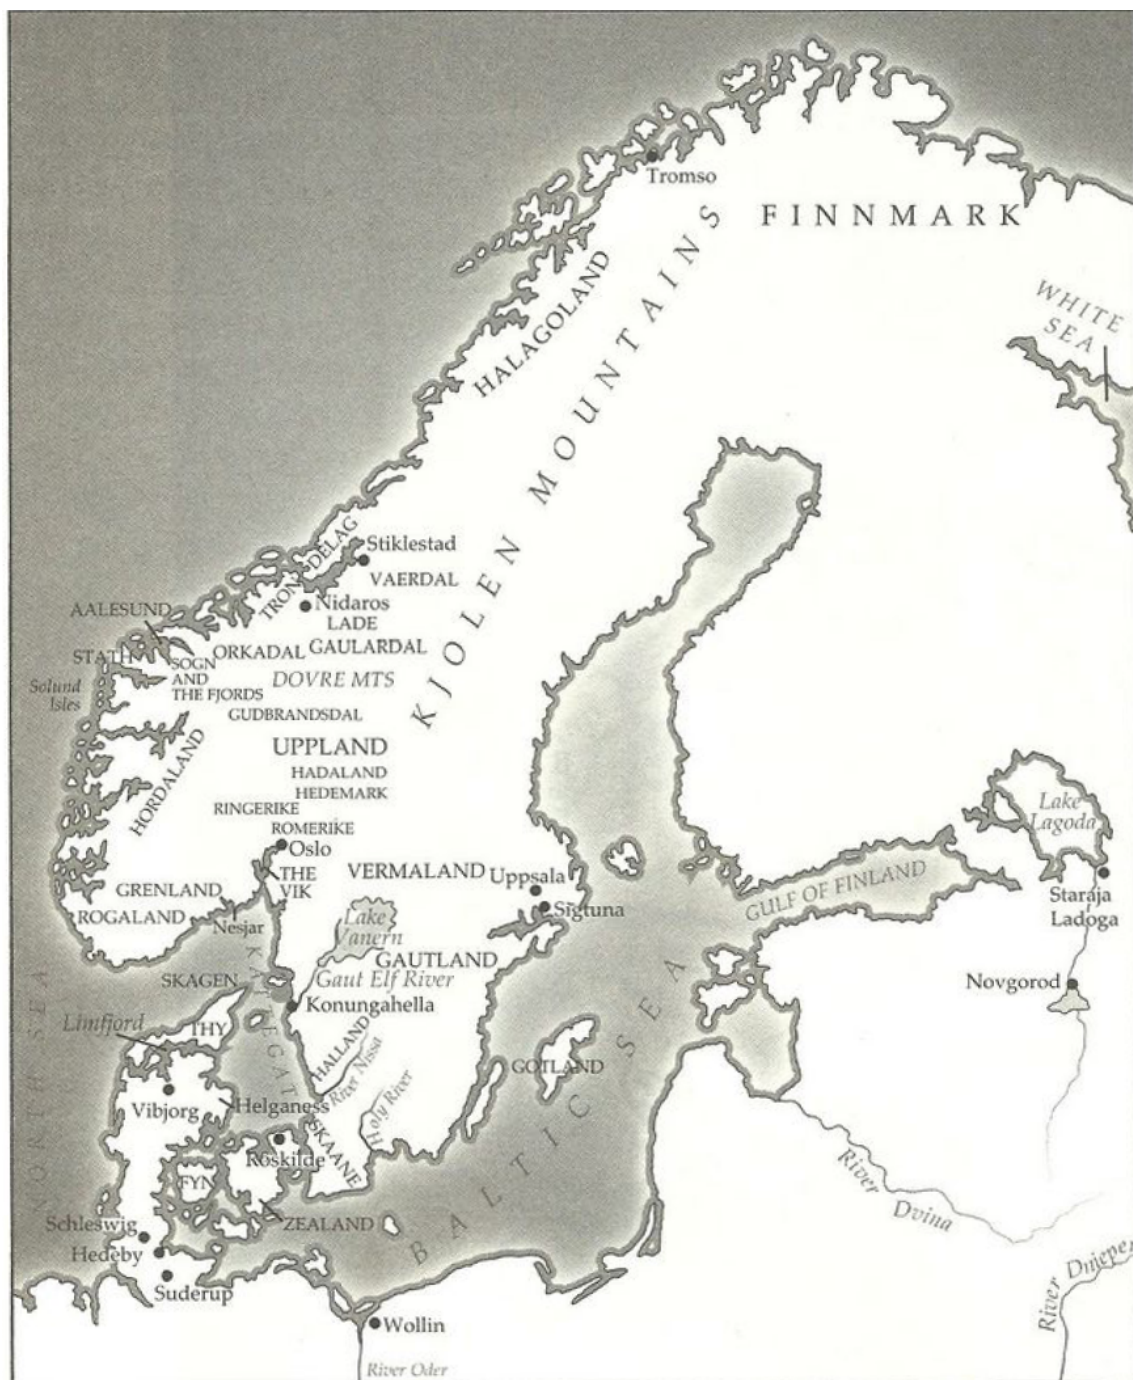 Tromso
FINNMARK
WHITE
SEA
HALAGOLAND
KJOLEN MOUNTAINS
TRONDELAG
Stiklestad
VAERDAL
Nidaros
LADE
AALESUND
STATH
SOGN
AND
THE FJORDS
ORKADAL
GAULARDAL
Solund
Isles
DOVRE MTS
GUDBRANDSDAL
UPPLAND
HADALAND
HEDEMARK
HORDALAND
RINGERIKE
ROMERIKE
Oslo
THE
VIK
VERMALAND
Uppsala
Sigtuna
GRENLAND
ROGALAND
Nesjar
Lake
Vanern
GAUTLAND
Gaut Elf River
Konungahella
SKAGEN
KATTEGAT
NORTH SEA
Limfjord
THY
HALLAND
River Nissa
Holy River
GOTLAND
BALTIC SEA
GULF OF FINLAND
Lake
Lagoda
Staraja
Ladoga
Novgorod
Vibjorg
Helganess
SKAANE
Roskilde
FYN
ZEALAND
Schleswig
Hedeby
Suderup
Wollin
River Oder
River
Dvina
River Dnieper